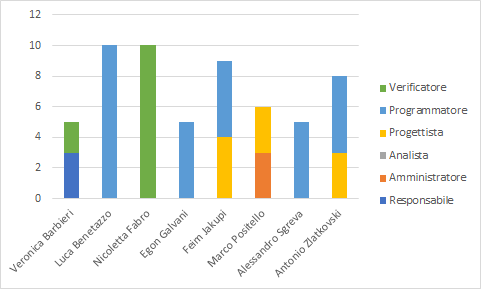 12
10
8
6
4
2
0
Veronica Barbieri
Luca Benetazzo
Nicoletta Fabro
Egon Galvani
Feim Jakupi
Marco Positello
Alessandro Sgreva
Antonio Zlatkovski
Verificatore
Programmatore
Progettista
Analista
Amministratore
Responsabile